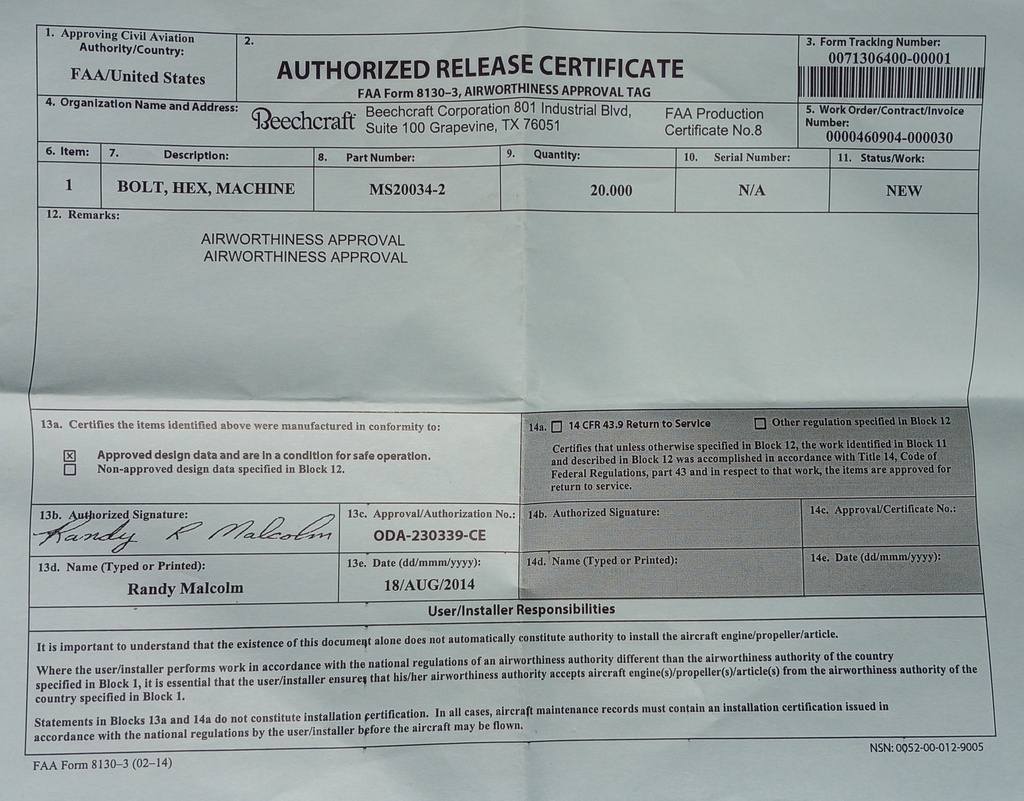 1. Approving Civil Aviation
Authority/Country:
FAA/United States
2.
AUTHORIZED RELEASE CERTIFICATE
FAA Form 8130–3, AIRWORTHINESS APPROVAL TAG
3. Form Tracking Number:
0071306400-00001
4. Organization Name and Address:
Beechcraft
Beechcraft Corporation 801 Industrial Blvd,
Suite 100 Grapevine, TX 76051
FAA Production
Certificate No.8
5. Work Order/Contract/Invoice
Number:
0000460904-000030
6. Item: 7. Description: 8. Part Number: 9. Quantity: 10. Serial Number: 11. Status/Work:
1 BOLT, HEX, MACHINE MS20034-2 20.000 N/A NEW
12. Remarks:
AIRWORTHINESS APPROVAL
AIRWORTHINESS APPROVAL
13a. Certifies the items identified above were manufactured in conformity to:
Approved design data and are in a condition for safe operation.
Non-approved design data specified in Block 12.
14a. 14 CFR 43.9 Return to Service Other regulation specified in Block 12
Certifies that unless otherwise specified in Block 12, the work identified in Block 11
and described in Block 12 was accomplished in accordance with Title 14, Code of
Federal Regulations, part 43 and in respect to that work, the items are approved for
return to service.
13b. Authorized Signature:
Randy R Malcolm
13c. Approval/Authorization No.:
ODA-230339-CE
14b. Authorized Signature:
14c. Approval/Certificate No.:
13d. Name (Typed or Printed):
Randy Malcolm
13e. Date (dd/mmm/yyyy):
18/AUG/2014
14d. Name (Typed or Printed):
14e. Date (dd/mmm/yyyy):
User/Installer Responsibilities
It is important to understand that the existence of this document alone does not automatically constitute authority to install the aircraft engine/propeller/article.
Where the user/installer performs work in accordance with the national regulations of an airworthiness authority different than the airworthiness authority of the country
specified in Block 1, it is essential that the user/installer ensures that his/her airworthiness authority accepts aircraft engine(s)/propeller(s)/article(s) from the airworthiness authority of the
country specified in Block 1.
Statements in Blocks 13a and 14a do not constitute installation certification. In all cases, aircraft maintenance records must contain an installation certification issued in
accordance with the national regulations by the user/installer before the aircraft may be flown.
FAA Form 8130–3 (02–14)
NSN: 0052-00-012-9005